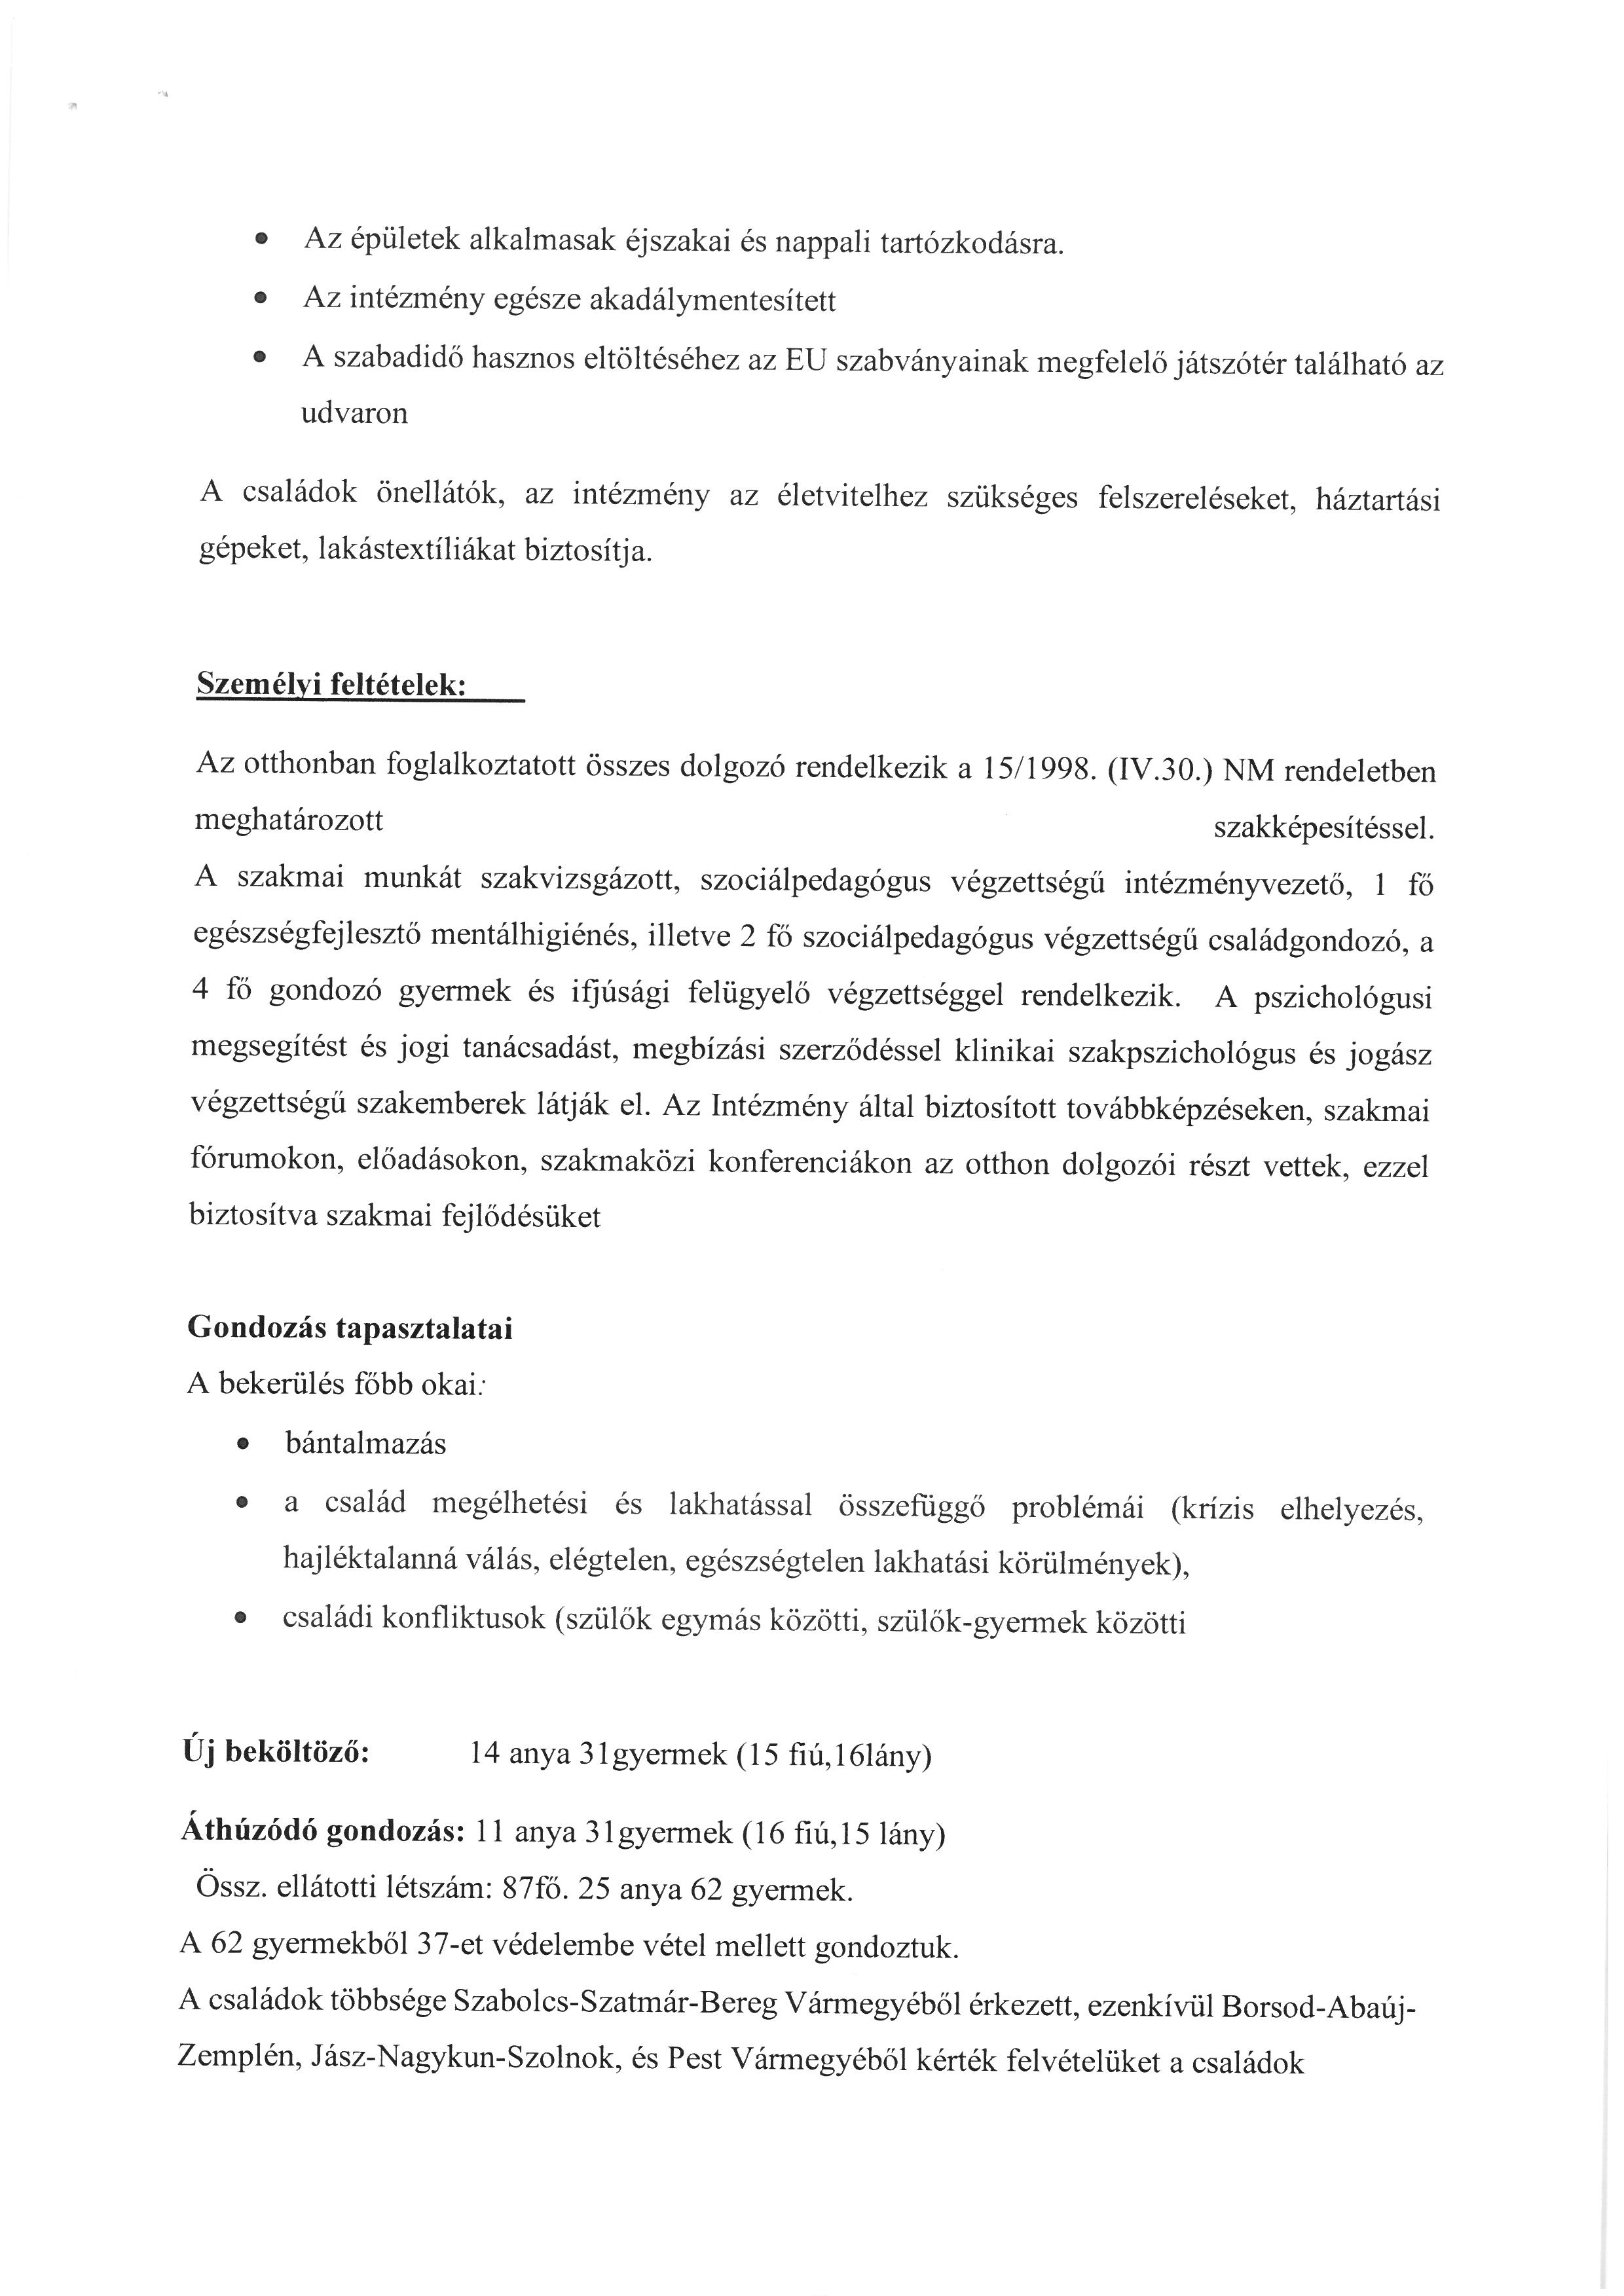 • Az épületek alkalmasak éjszakai és nappali tartózkodásra.
• Az intézmény egésze akadálymentesített
• A szabadidő hasznos eltöltéséhez az EU szabványainak megfelelő játszótér található az
udvaron
A családok önellátók, az intézmény az életvitelhez szükséges felszereléseket, háztartási
gépeket, lakástextíliákat biztosítja.
Személyi feltételek:
Az otthonban foglalkoztatott összes dolgozó rendelkezik a 15/1998. (IV.30.) NM rendeletben
meghatározott szakképesítéssel.
A szakmai munkát szakvizsgázott, szociálpedagógus végzettségű intézményvezető, 1 fő
egészségfejlesztő mentálhigiénés, illetve 2 fő szociálpedagógus végzettségű családgondozó, a
4 fő gondozó gyermek és ifjúsági felügyelő végzettséggel rendelkezik. A pszichológusi
megsegítést és jogi tanácsadást, megbízási szerződéssel klinikai szakpszichológus és jogász
végzettségű szakemberek látják el. Az Intézmény által biztosított továbbképzéseken, szakmai
fórumokon, előadásokon, szakmaközi konferenciákon az otthon dolgozói részt vettek, ezzel
biztosítva szakmai fejlődésüket
Gondozás tapasztalatai
A bekerülés főbb okai:
• bántalmazás
• a család megélhetési és lakhatással összefüggő problémái (krízis elhelyezés,
hajléktalanná válás, elégtelen, egészségtelen lakhatási körülmények),
• családi konfliktusok (szülők egymás közötti, szülők-gyermek közötti
Új beköltöző: 14 anya 31gyermek (15 fiú,16lány)
Áthúzódó gondozás: 11 anya 31gyermek (16 fiú,15 lány)
Össz. ellátotti létszám: 87fő. 25 anya 62 gyermek.
A 62 gyermekből 37-et védelembe vétel mellett gondoztuk.
A családok többsége Szabolcs-Szatmár-Bereg Vármegyéből érkezett, ezenkívül Borsod-Abaúj-
Zemplén, Jász-Nagykun-Szolnok, és Pest Vármegyéből kérték felvételüket a családok